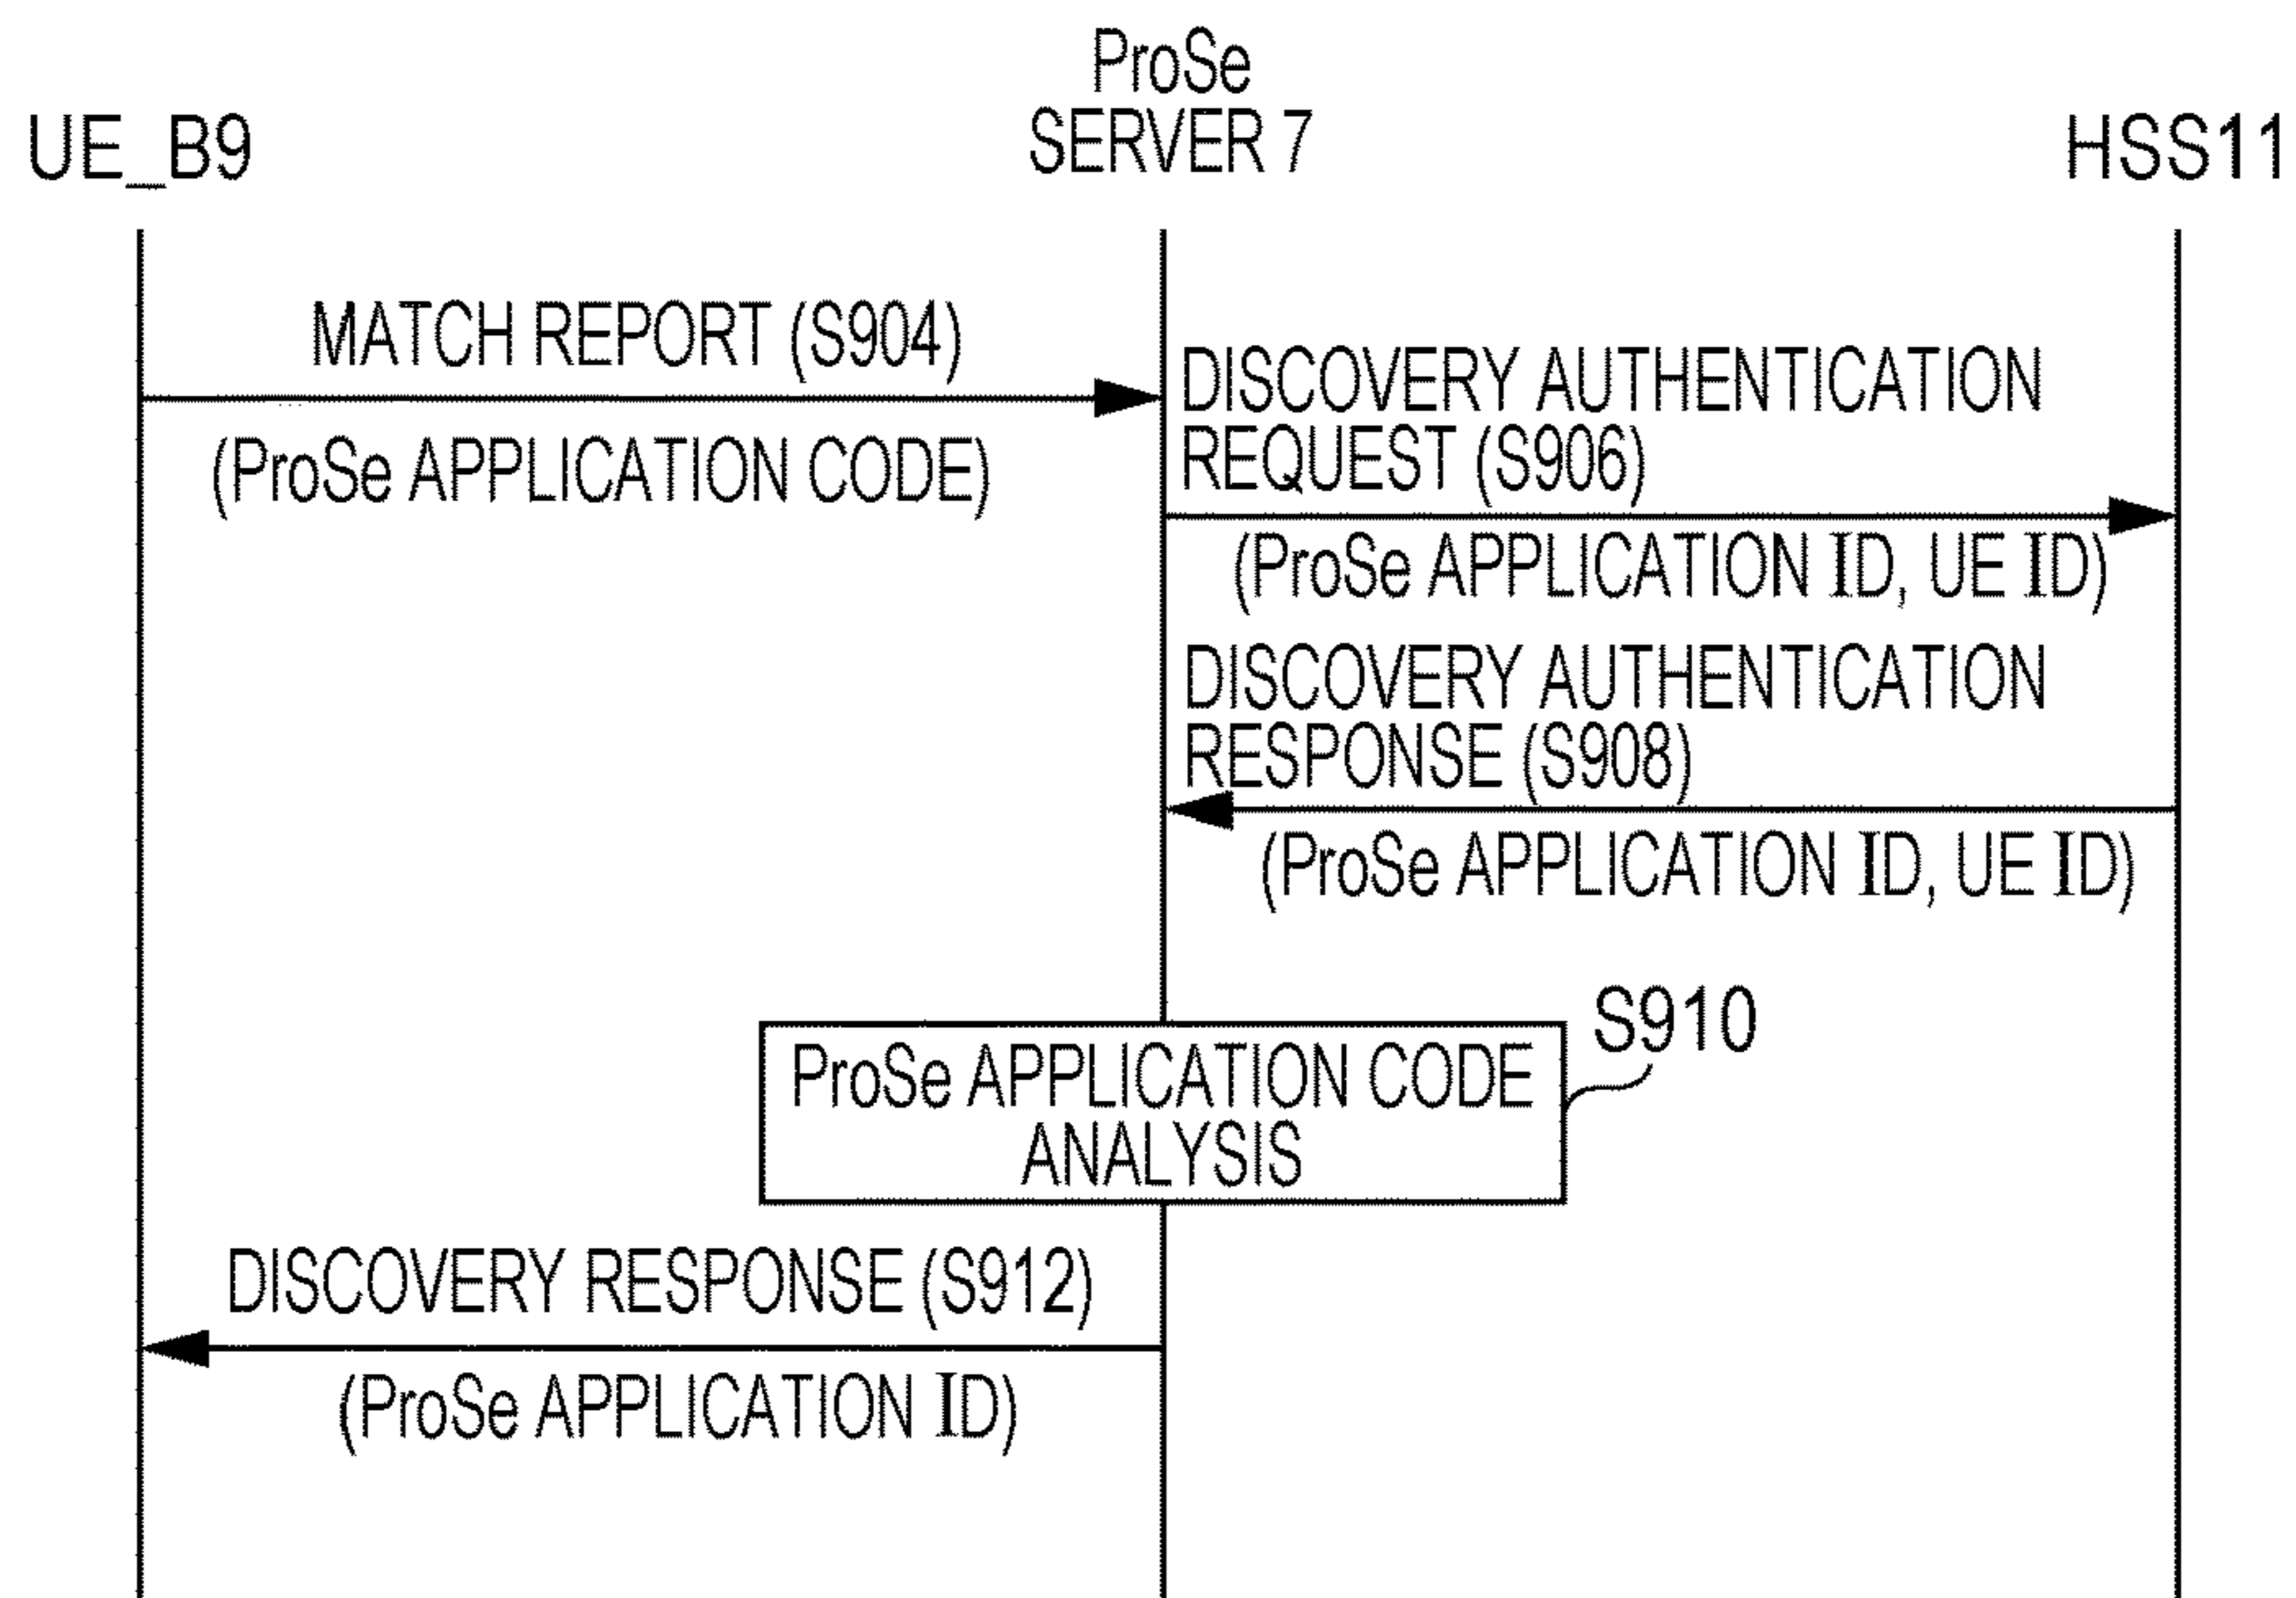 UE_B9
ProSe
SERVER 7
HSS11
MATCH REPORT (S904)
(ProSe APPLICATION CODE)
DISCOVERY AUTHENTICATION
REQUEST (S906)
(ProSe APPLICATION ID, UE ID)
DISCOVERY AUTHENTICATION
RESPONSE (S908)
(ProSe APPLICATION ID, UE ID)
S910
ProSe APPLICATION CODE
ANALYSIS
DISCOVERY RESPONSE (S912)
(ProSe APPLICATION ID)